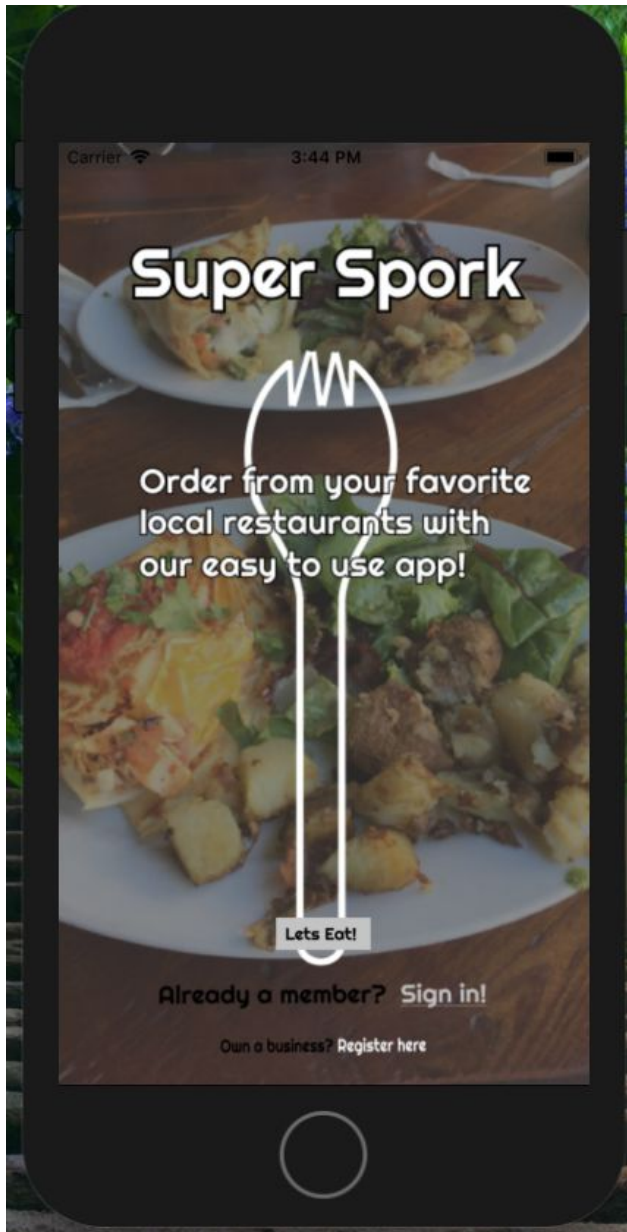 Carrier 3:44 PM
Super Spork
Order from your favorite
local restaurants with
our easy to use app!
Lets Eat!
Already a member? Sign in!
Own a business? Register here